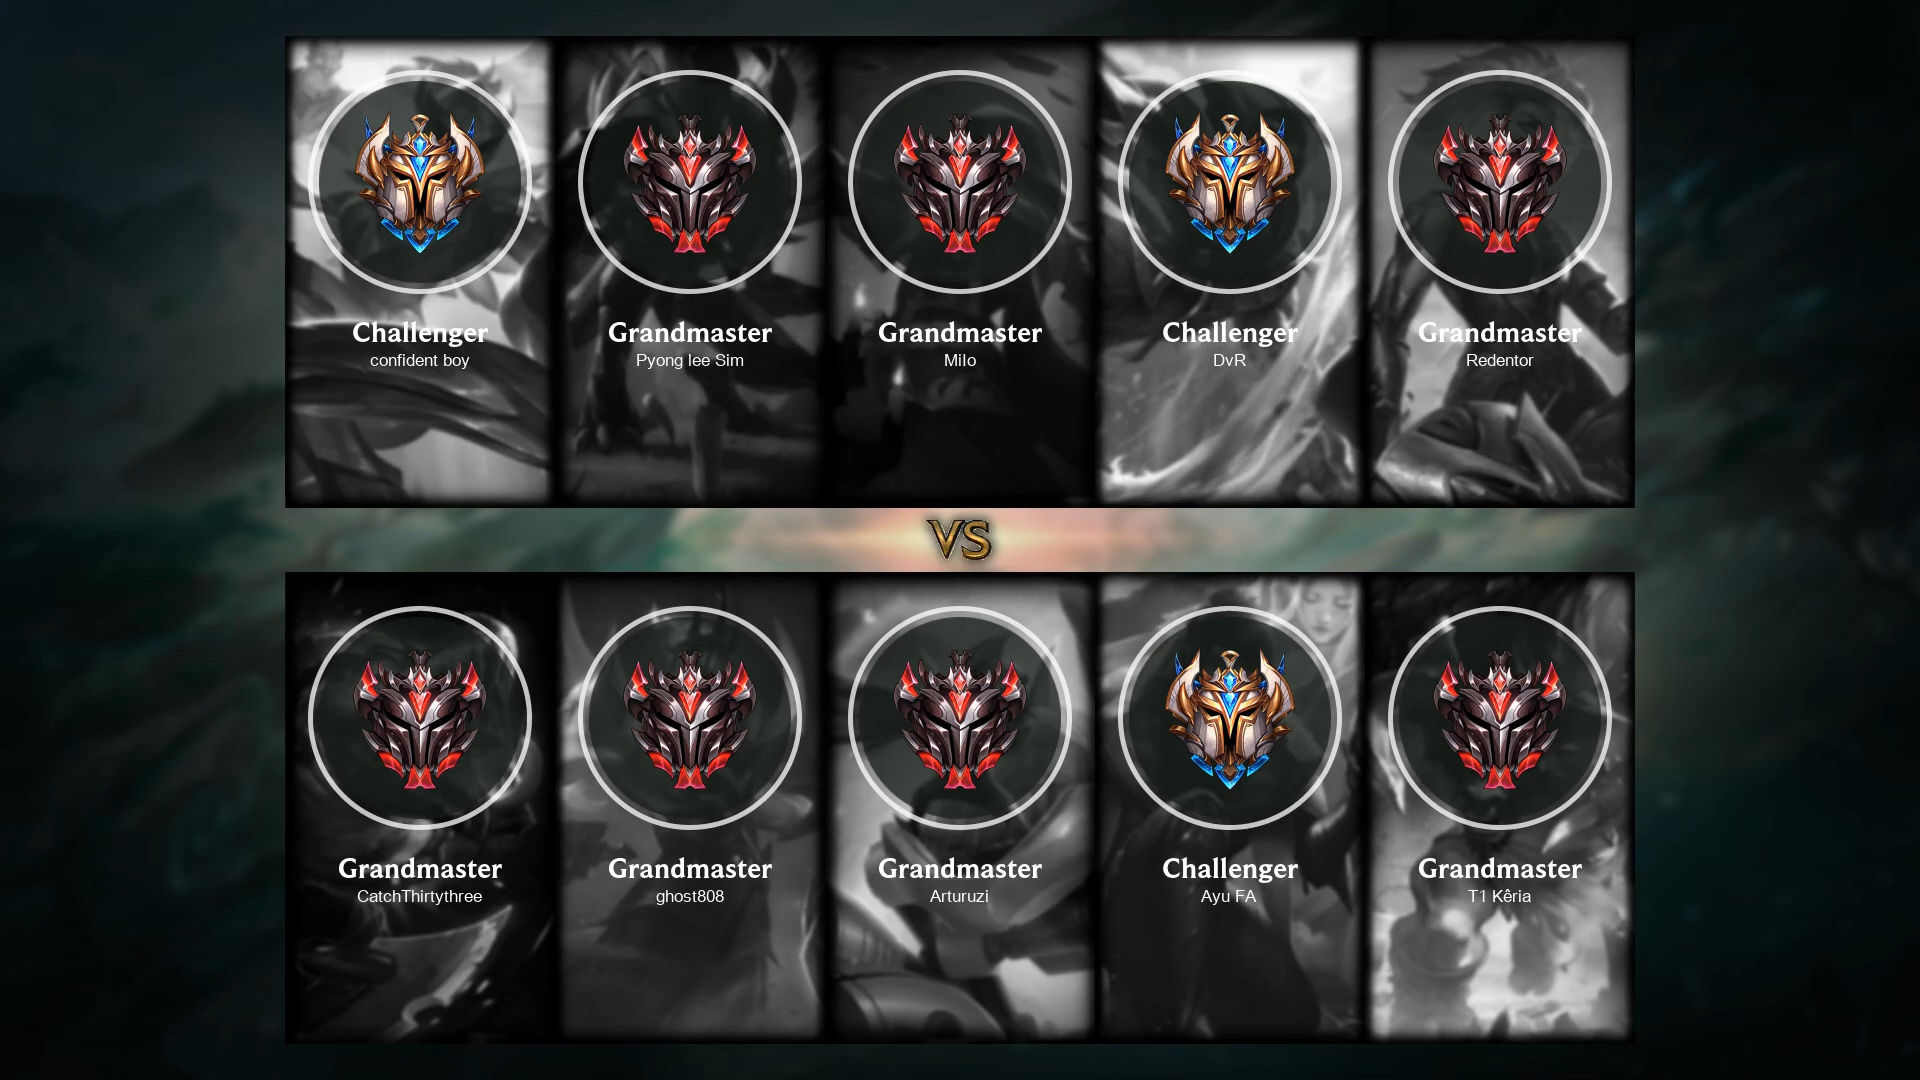 Challenger
confident boy
Grandmaster
Pyong lee Sim
Grandmaster
Milo
Challenger
DvR
Grandmaster
Redentor
VS
Grandmaster
CatchThirtythree
Grandmaster
ghost808
Grandmaster
Arturuzi
Challenger
Ayu FA
Grandmaster
T1 Kêria